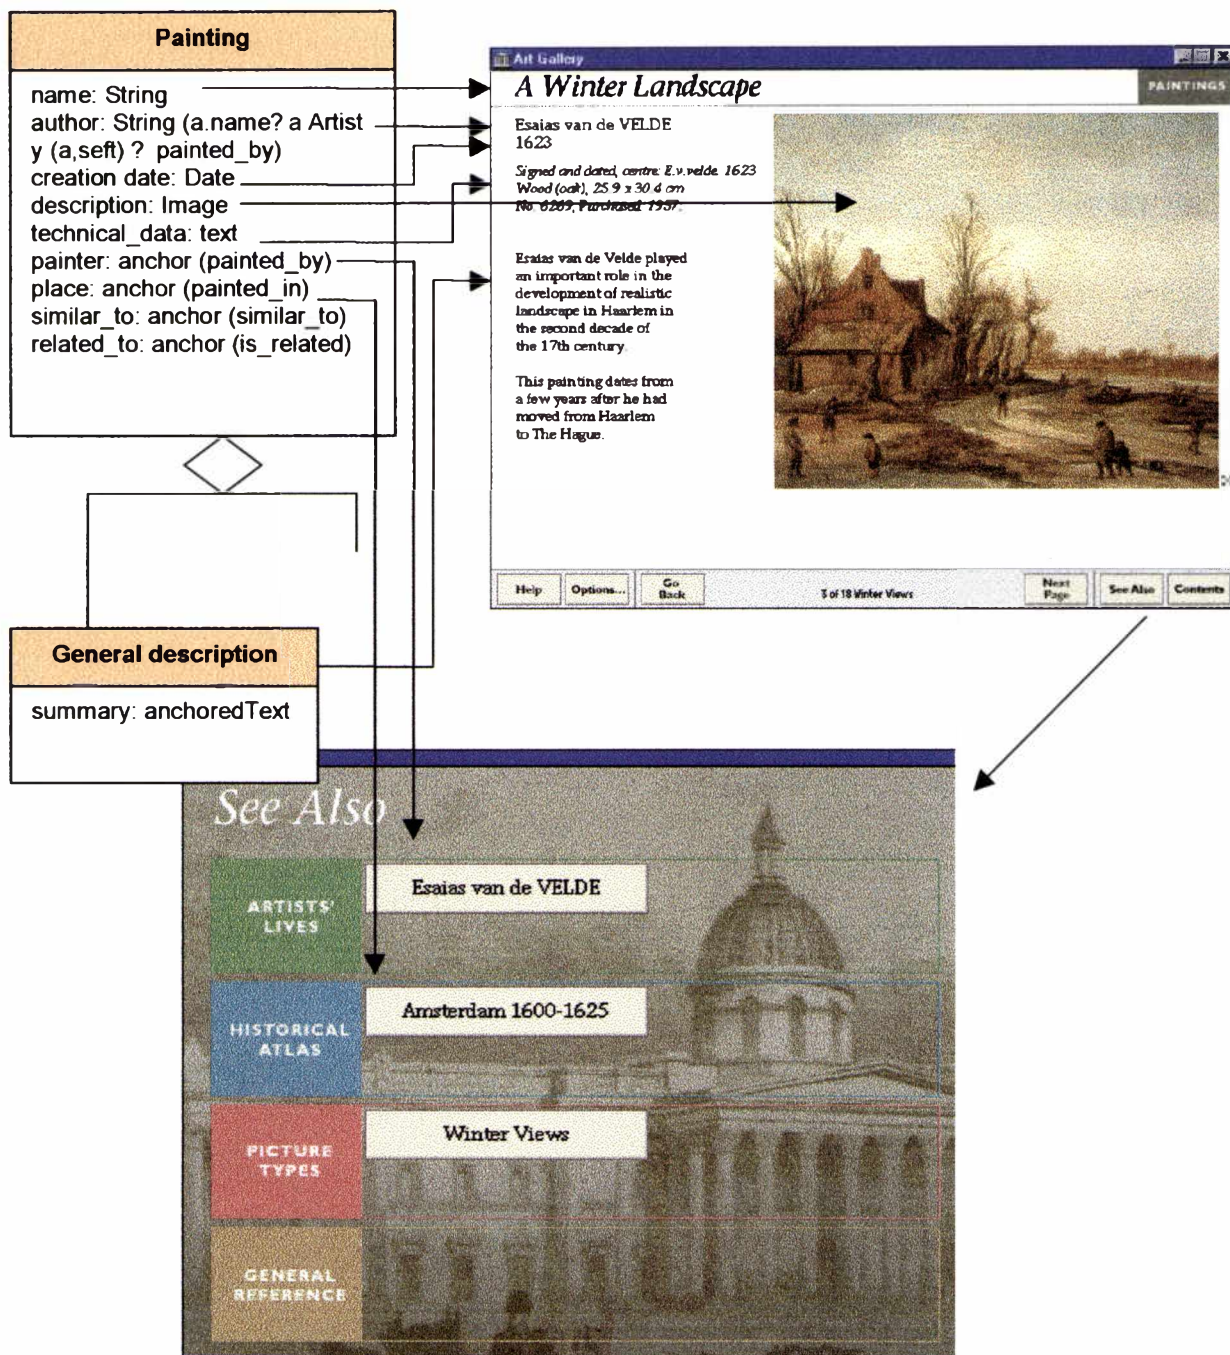 Painting
name: String
author: String (a.name? a Artist
y (a,seft) ? painted_by)
creation date: Date
description: Image
technical_data: text
painter: anchor (painted_by)
place: anchor (painted_in)
similar_to: anchor (similar_to)
related_to: anchor (is_related)
Art Gallery
A Winter Landscape
PAINTINGS
Esaias van de VELDE
1623
Signed and dated, centre: E.v.velde. 1623
Wood (oak), 25.9 x 30.4 cm
No. 6269, Purchased 1957.
Esaias van de Velde played
an important role in the
development of realistic
landscape in Haarlem in
the second decade of
the 17th century.
This painting dates from
a few years after he had
moved from Haarlem
to The Hague.
Help
Options...
Go
Back
3 of 18 Winter Views
Next
Page
See Also
Contents
General description
summary: anchoredText
See Also
ARTISTS'
LIVES
Esaias van de VELDE
HISTORICAL
ATLAS
Amsterdam 1600-1625
PICTURE
TYPES
Winter Views
GENERAL
REFERENCE